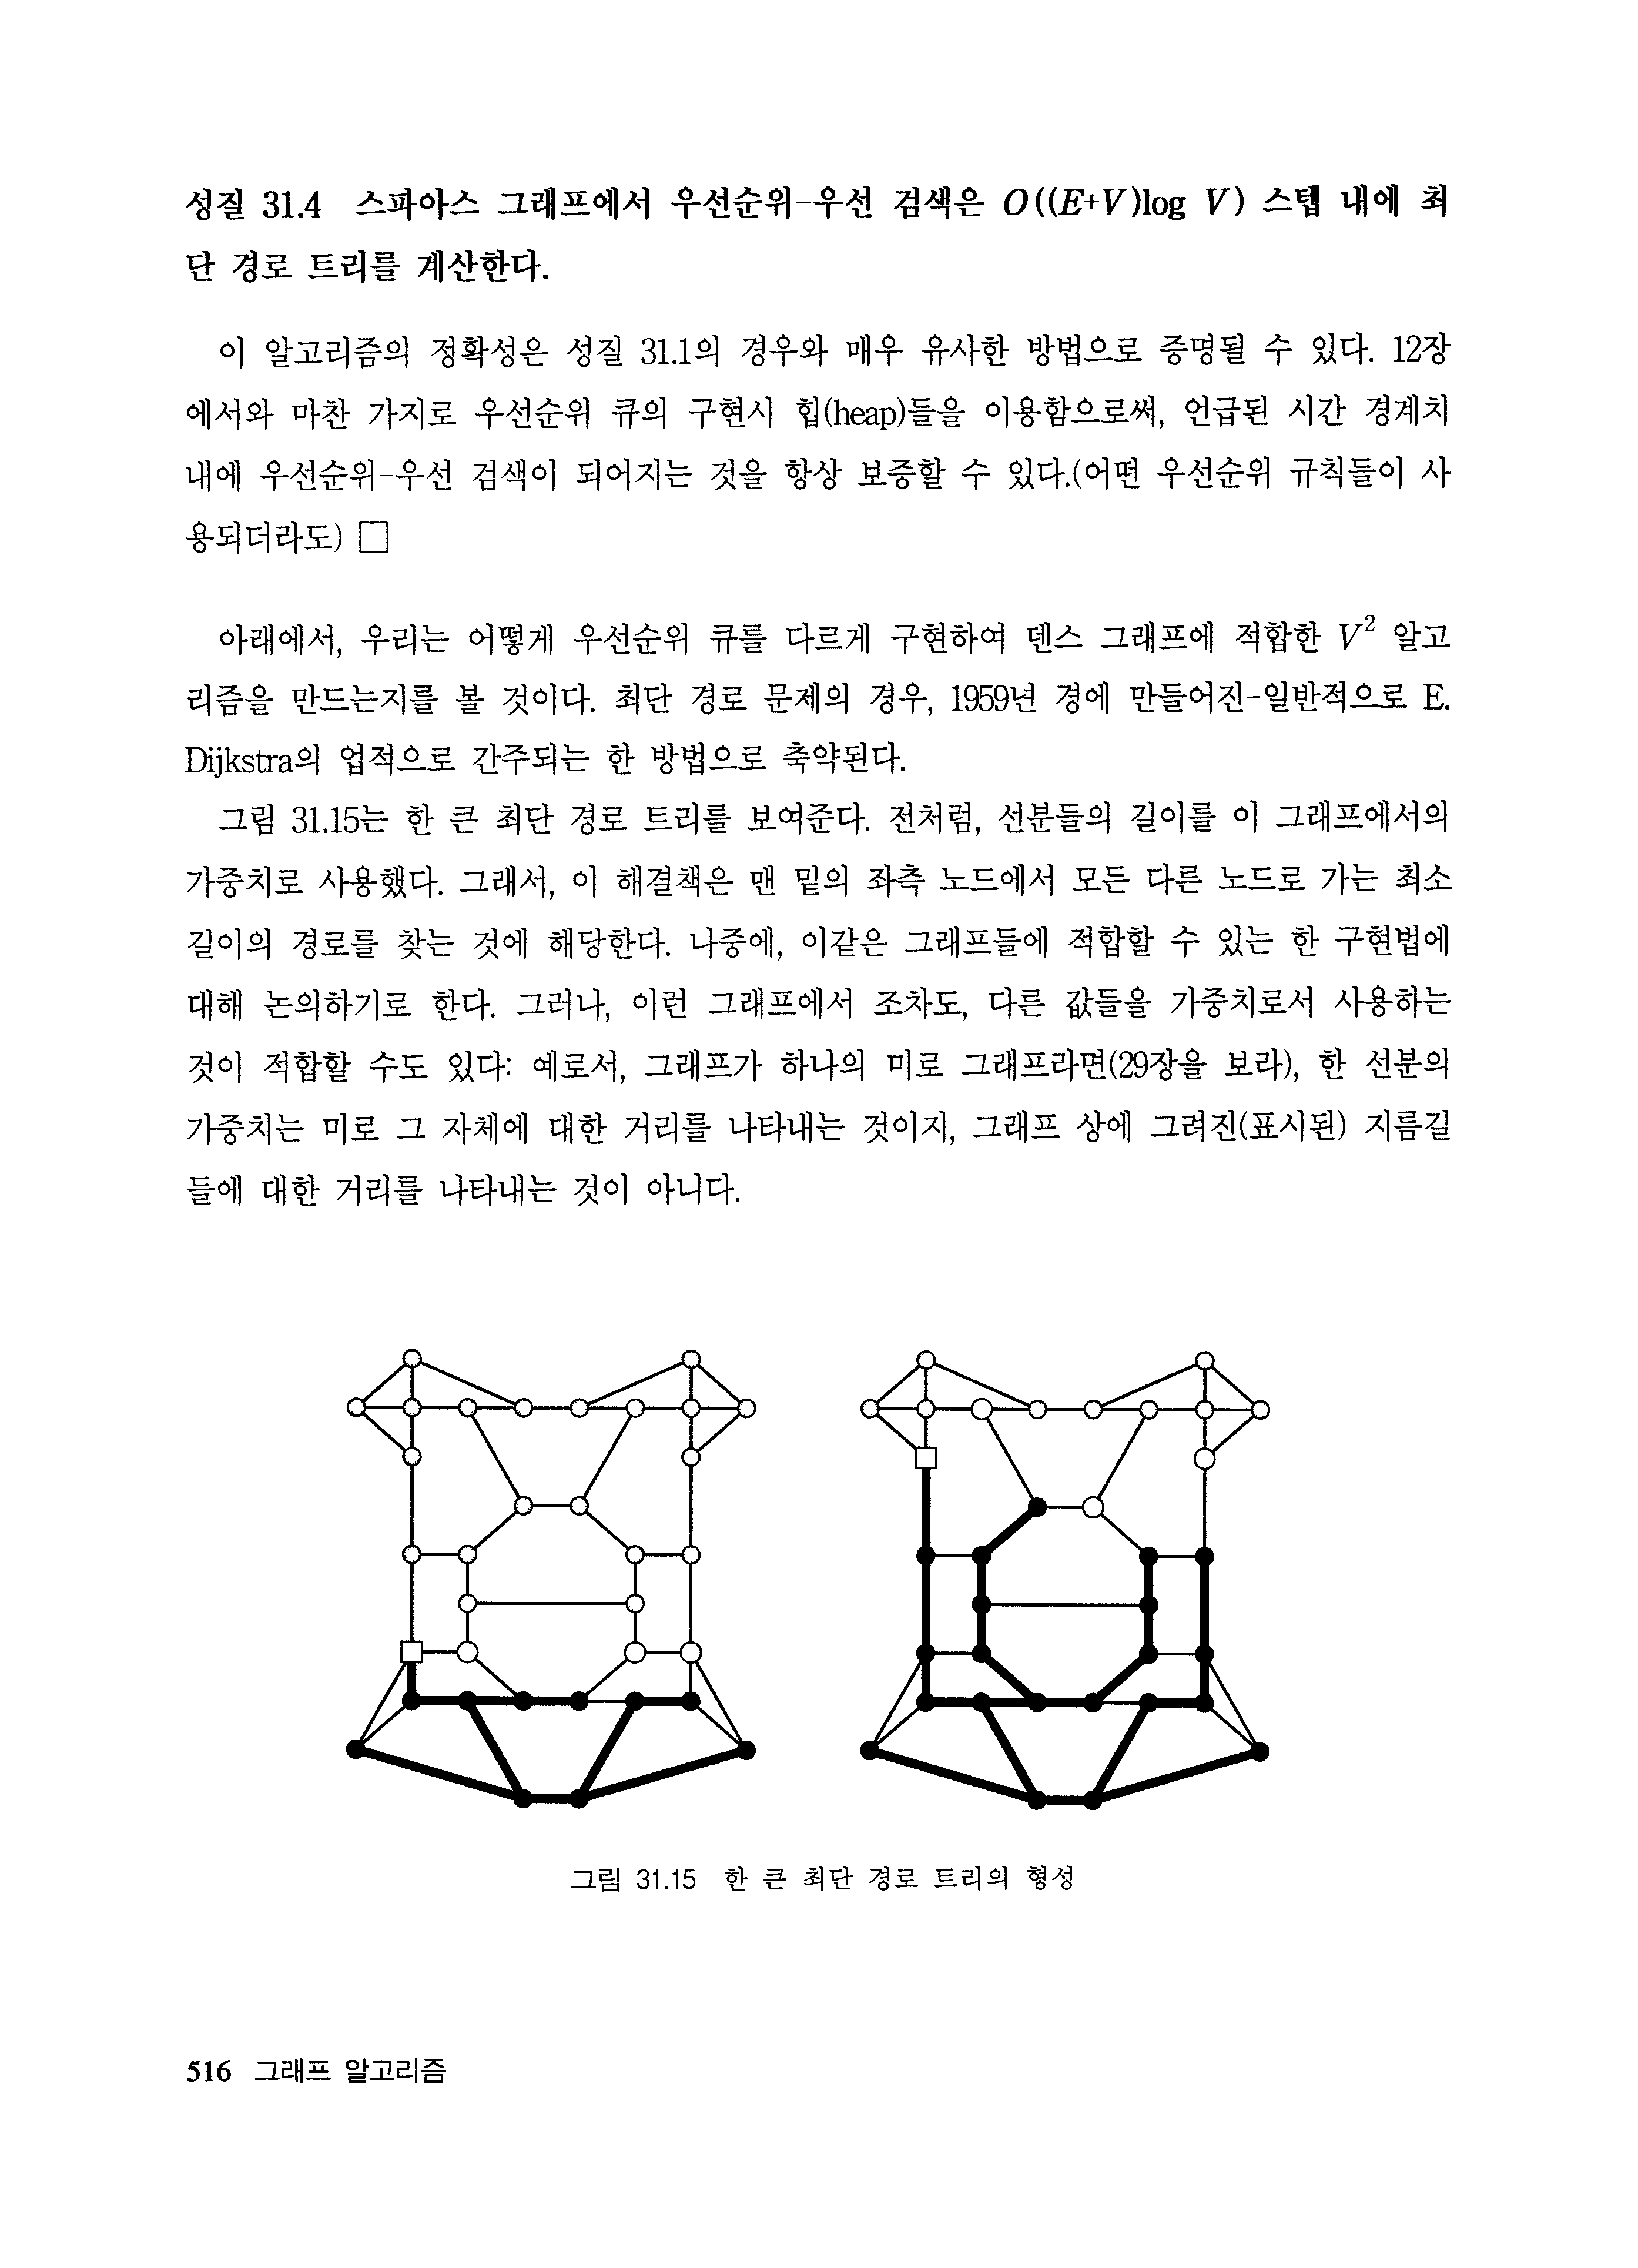 성질 31.4 스파아스 그래프에서 우선순위-우선 검색은 O((E+V)log V) 스텝 내에 최
단 경로 트리를 계산한다.
이 알고리즘의 정확성은 성질 31.1의 경우와 매우 유사한 방법으로 증명될 수 있다. 12장
에서와 마찬 가지로 우선순위 큐의 구현시 힙(heap)들을 이용함으로써, 언급된 시간 경계치
내에 우선순위-우선 검색이 되어지는 것을 항상 보증할 수 있다.(어떤 우선순위 규칙들이 사
용되더라도) □
아래에서, 우리는 어떻게 우선순위 큐를 다르게 구현하여 덴스 그래프에 적합한 V² 알고
리즘을 만드는지를 볼 것이다. 최단 경로 문제의 경우, 1959년 경에 만들어진-일반적으로 E.
Dijkstra의 업적으로 간주되는 한 방법으로 축약된다.
그림 31.15는 한 큰 최단 경로 트리를 보여준다. 전처럼, 선분들의 길이를 이 그래프에서의
가중치로 사용했다. 그래서, 이 해결책은 맨 밑의 좌측 노드에서 모든 다른 노드로 가는 최소
길이의 경로를 찾는 것에 해당한다. 나중에, 이같은 그래프들에 적합할 수 있는 한 구현법에
대해 논의하기로 한다. 그러나, 이런 그래프에서 조차도, 다른 값들을 가중치로서 사용하는
것이 적합할 수도 있다: 예로서, 그래프가 하나의 미로 그래프라면(29장을 보라), 한 선분의
가중치는 미로 그 자체에 대한 거리를 나타내는 것이지, 그래프 상에 그려진(표시된) 지름길
들에 대한 거리를 나타내는 것이 아니다.
그림 31.15 한 큰 최단 경로 트리의 형성
516 그래프 알고리즘